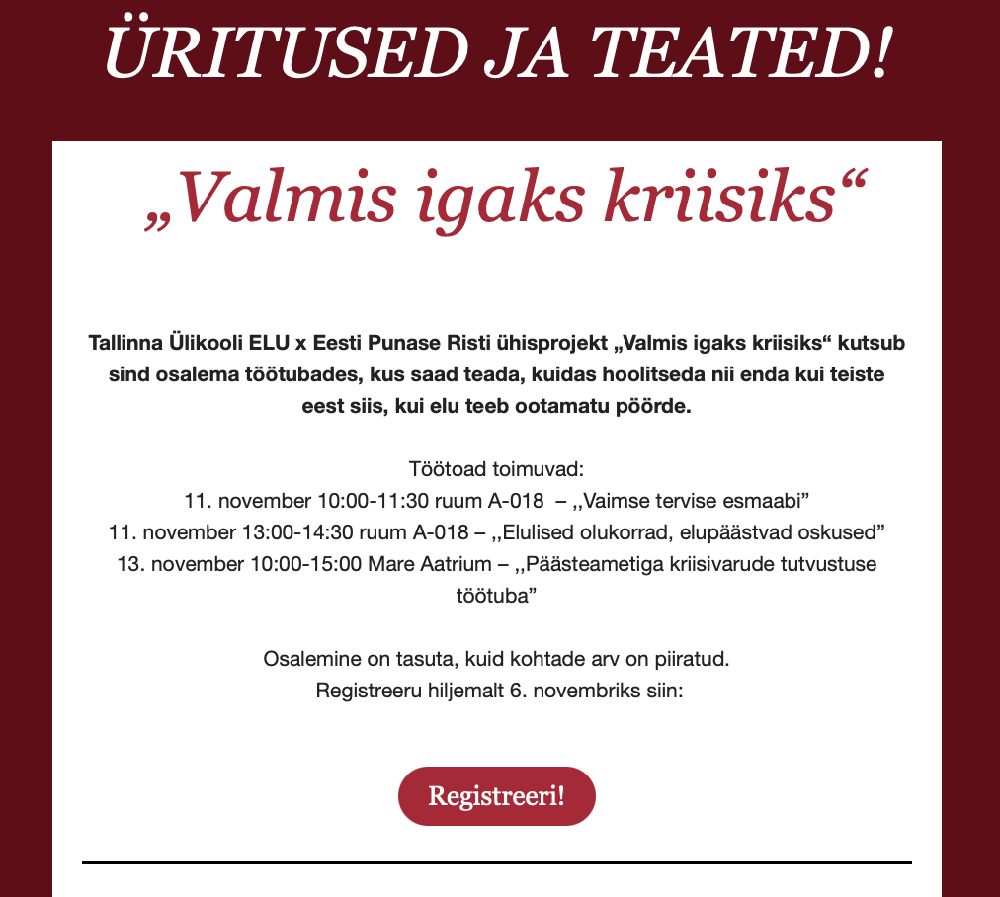 ÜRITUSED JA TEATED!
„Valmis igaks kriisiks“
Tallinna Ülikooli ELU x Eesti Punase Risti ühisprojekt „Valmis igaks kriisiks“ kutsub
sind osalema töötubades, kus saad teada, kuidas hoolitseda nii enda kui teiste
eest siis, kui elu teeb ootamatu pöörde.
Töötoad toimuvad:
11. november 10:00-11:30 ruum A-018  – ,,Vaimse tervise esmaabi”
11. november 13:00-14:30 ruum A-018 – ,,Elulised olukorrad, elupäästvad oskused”
13. november 10:00-15:00 Mare Aatrium – ,,Päästeametiga kriisivarude tutvustuse
töötuba”
Osalemine on tasuta, kuid kohtade arv on piiratud.
Registreeru hiljemalt 6. novembriks siin:
Registreeri!